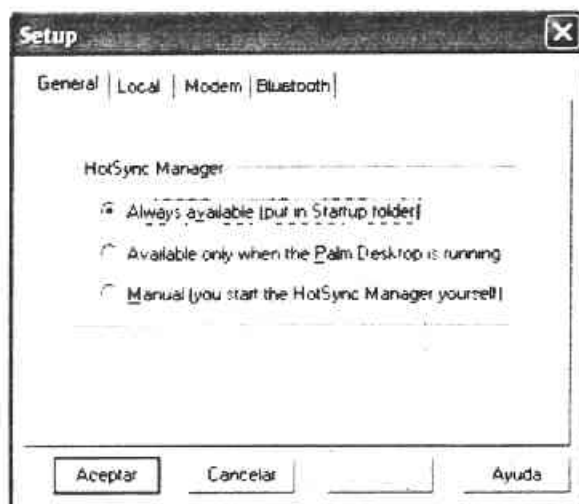 Setup
General Local Modem Bluetooth
HotSync Manager
Always available (put in Startup folder)
Available only when the Palm Desktop is running
Manual (you start the HotSync Manager yourself)
Aceptar Cancelar Ayuda